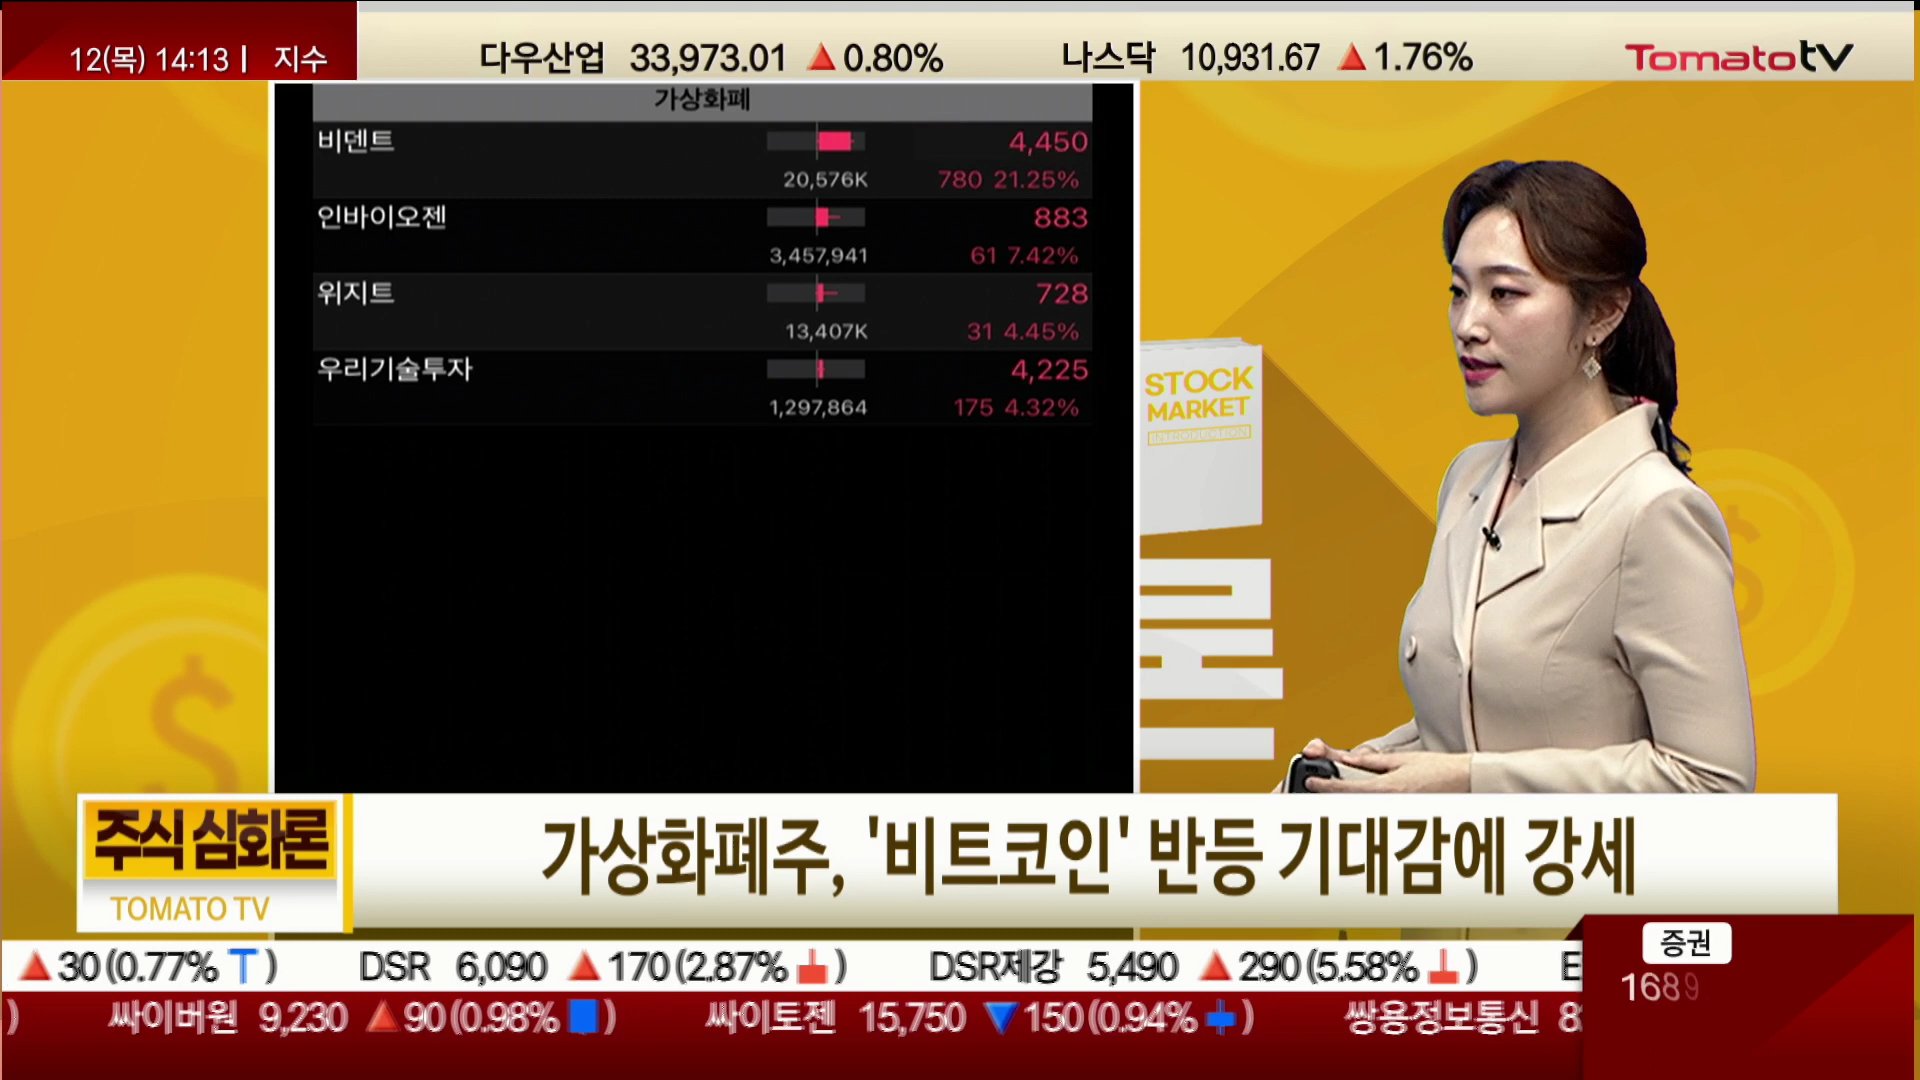 12(목) 14:13 | 지수
다우산업 33,973.01 ▲0.80%
나스닥 10,931.67 ▲1.76%
Tomatotv
가상화폐
비덴트 4,450
20,576K 780 21.25%
인바이오젠 883
3,457,941 61 7.42%
위지트 728
13,407K 31 4.45%
우리기술투자 4,225
1,297,864 175 4.32%
STOCK
MARKET
INTRODUCTION
주식 심화론
TOMATO TV
가상화폐주, '비트코인' 반등 기대감에 강세
▲30(0.77% ) DSR 6,090 ▲170(2.87% ) DSR제강 5,490 ▲290(5.58% )
) 싸이버원 9,230 ▲90(0.98% ) 싸이토젠 15,750 ▼150(0.94% ) 쌍용정보통신
증권
1689